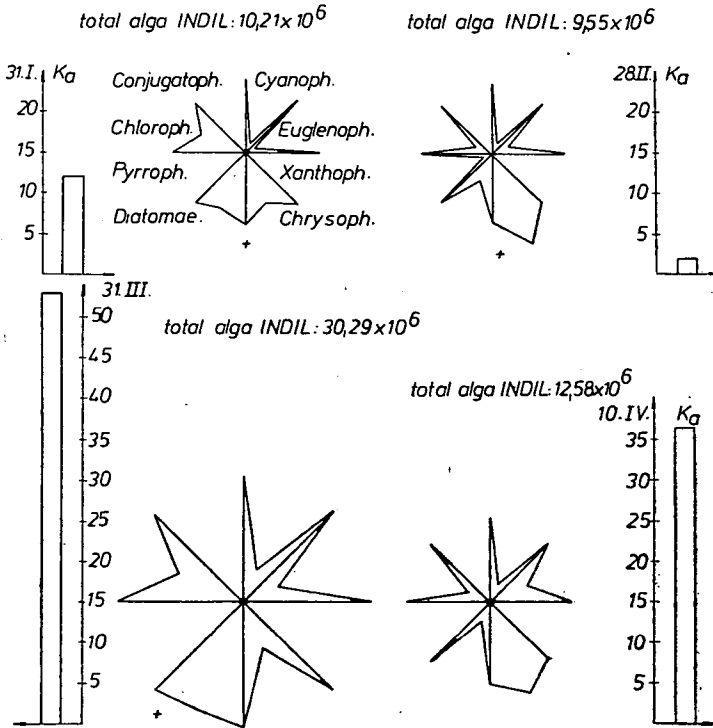 total alga INDIL: 10,21x10⁶
total alga INDIL: 9,55x10⁶
31.I. Ka
20
15
10
5
Conjugatoph. Cyanoph.
Chloroph. Euglenoph.
Pyrroph. Xanthoph.
Diatomae. Chrysoph.
+
+
28.II. Ka
20
15
10
5
31.III.
50
45
40
35
30
25
20
15
10
5
total alga INDIL: 30,29x10⁶
+
total alga INDIL: 12,58x10⁶
10.IV. Ka
35
30
25
20
15
10
5